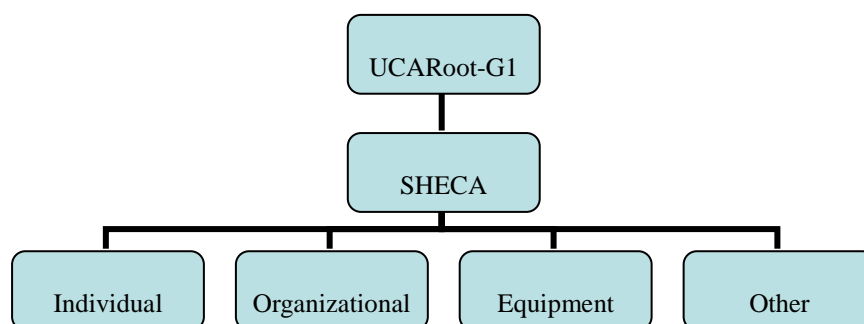 UCARoot-G1
SHECA
Individual
Organizational
Equipment
Other